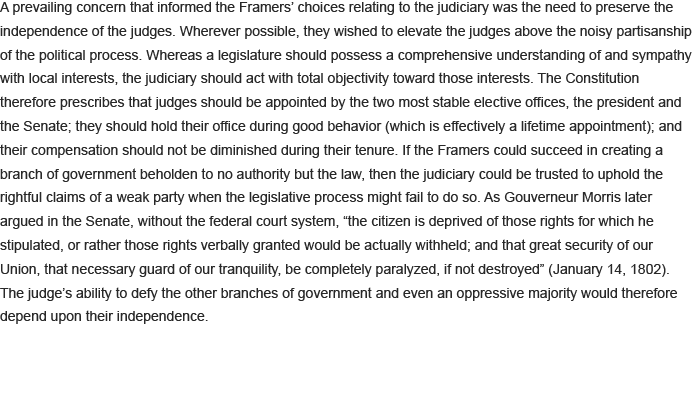 A prevailing concern that informed the Framers’ choices relating to the judiciary was the need to preserve the
independence of the judges. Wherever possible, they wished to elevate the judges above the noisy partisanship
of the political process. Whereas a legislature should possess a comprehensive understanding of and sympathy
with local interests, the judiciary should act with total objectivity toward those interests. The Constitution
therefore prescribes that judges should be appointed by the two most stable elective offices, the president and
the Senate; they should hold their office during good behavior (which is effectively a lifetime appointment); and
their compensation should not be diminished during their tenure. If the Framers could succeed in creating a
branch of government beholden to no authority but the law, then the judiciary could be trusted to uphold the
rightful claims of a weak party when the legislative process might fail to do so. As Gouverneur Morris later
argued in the Senate, without the federal court system, “the citizen is deprived of those rights for which he
stipulated, or rather those rights verbally granted would be actually withheld; and that great security of our
Union, that necessary guard of our tranquility, be completely paralyzed, if not destroyed” (January 14, 1802).
The judge’s ability to defy the other branches of government and even an oppressive majority would therefore
depend upon their independence.